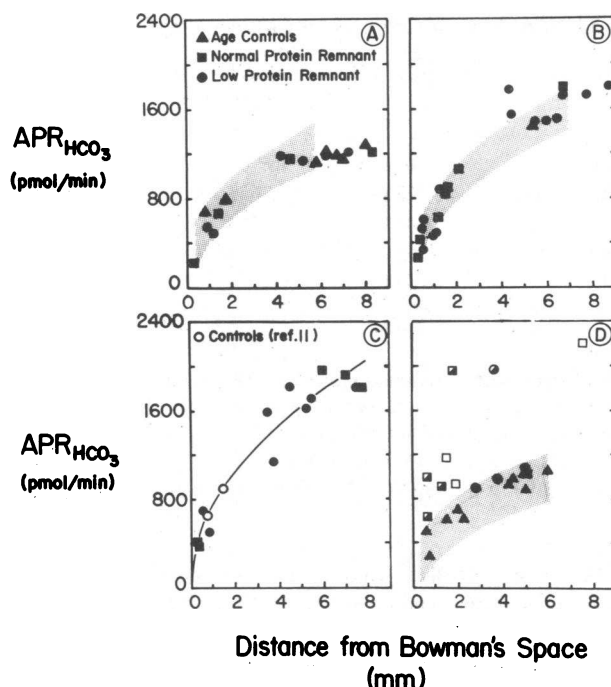 2400
1600
800
0
0 2 4 6 8
A
▲ Age Controls
■ Normal Protein Remnant
● Low Protein Remnant
APR HCO3
(pmol/min)
B
0 2 4 6 8
2400
1600
800
0
0 2 4 6 8
C
○ Controls (ref.11)
APR HCO3
(pmol/min)
D
0 2 4 6 8
Distance from Bowman's Space
(mm)